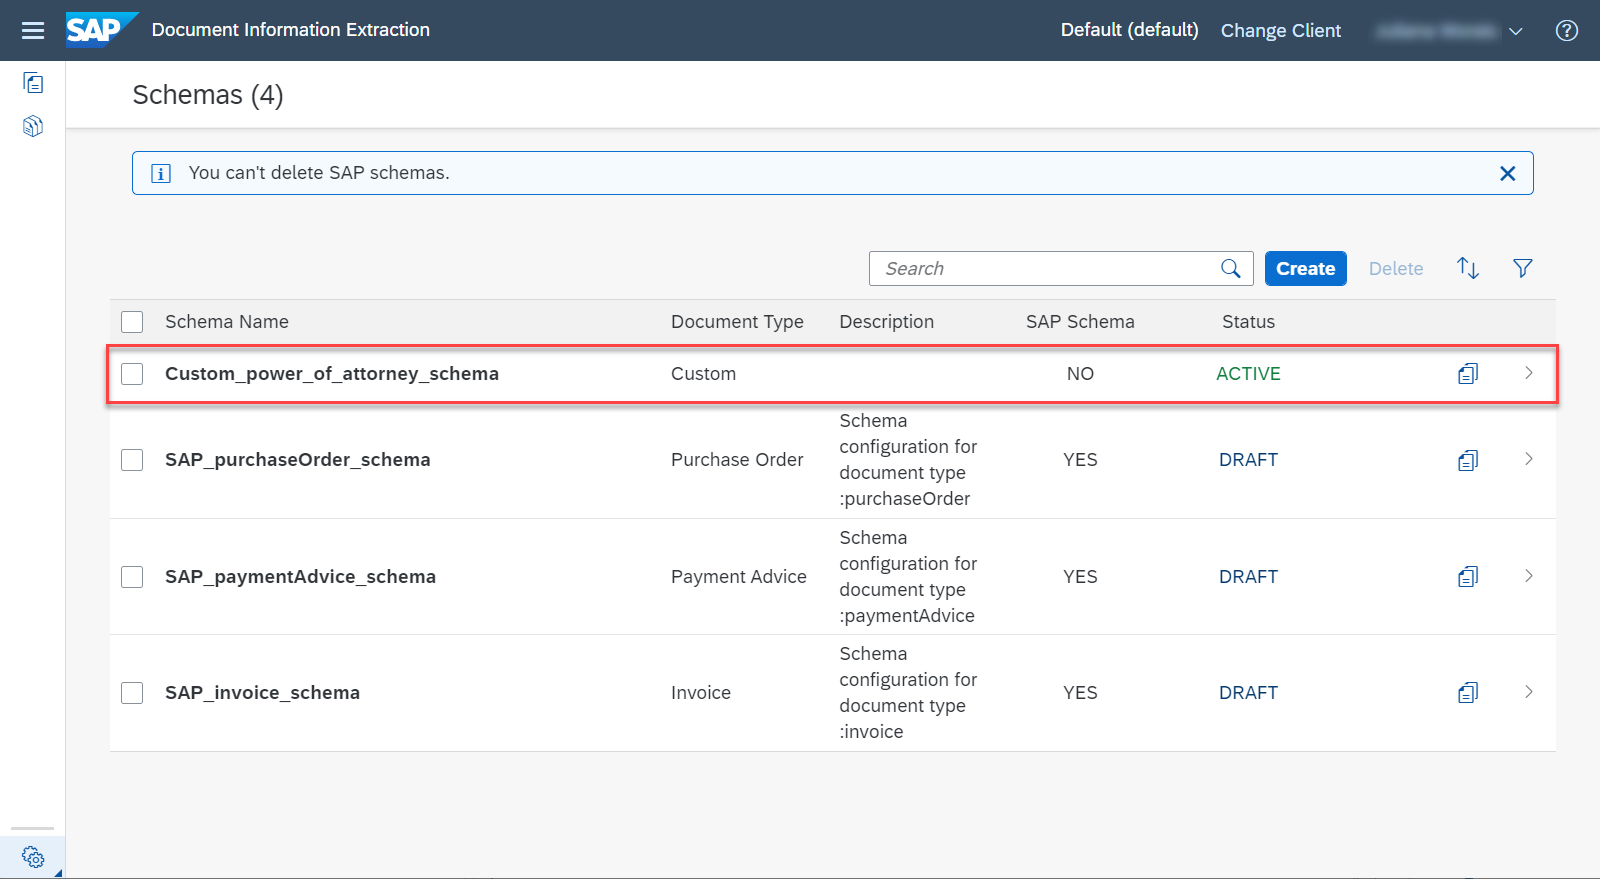 SAP Document Information Extraction Default (default) Change Client
Schemas (4)
You can't delete SAP schemas.
Search Create Delete
Schema Name Document Type Description SAP Schema Status
Custom_power_of_attorney_schema Custom NO ACTIVE
SAP_purchaseOrder_schema Purchase Order Schema
configuration for
document type
:purchaseOrder YES DRAFT
SAP_paymentAdvice_schema Payment Advice Schema
configuration for
document type
:paymentAdvice YES DRAFT
SAP_invoice_schema Invoice Schema
configuration for
document type
:invoice YES DRAFT